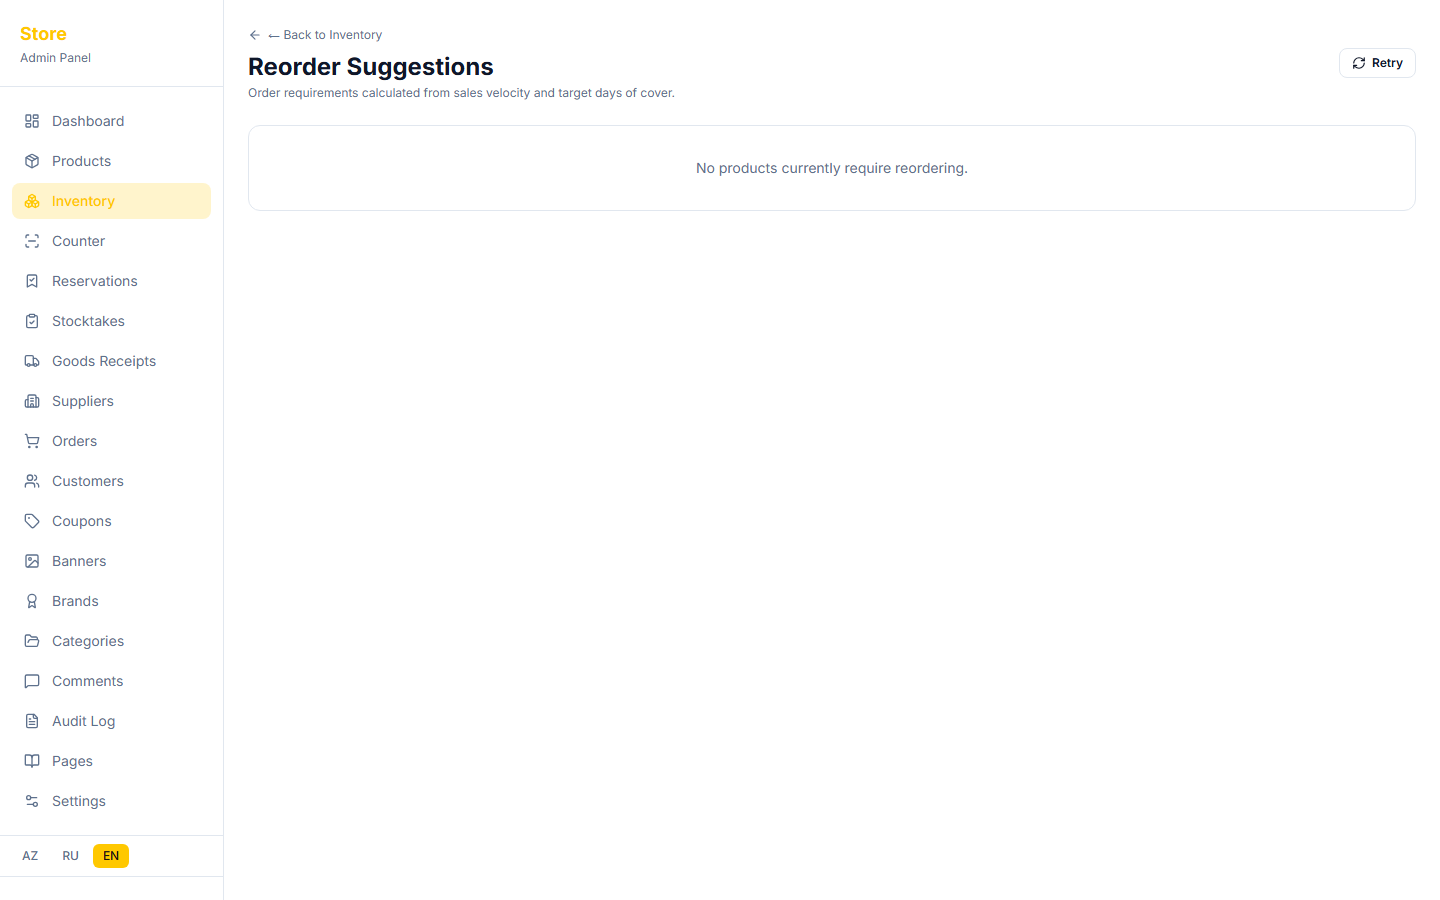 Store
Admin Panel
Dashboard
Products
Inventory
Counter
Reservations
Stocktakes
Goods Receipts
Suppliers
Orders
Customers
Coupons
Banners
Brands
Categories
Comments
Audit Log
Pages
Settings
AZ RU EN
← Back to Inventory
Reorder Suggestions
Order requirements calculated from sales velocity and target days of cover.
Retry
No products currently require reordering.